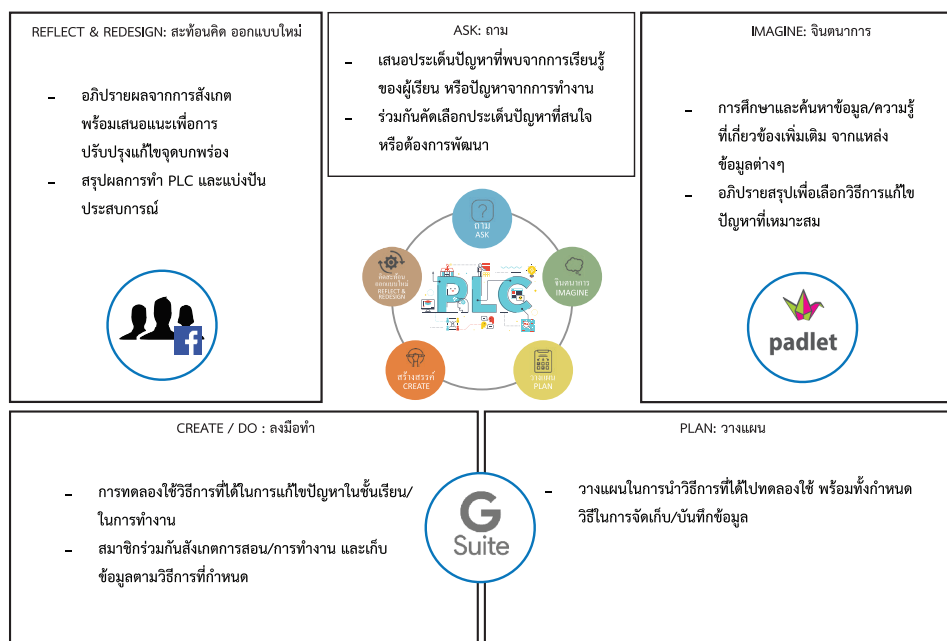 REFLECT & REDESIGN: สะท้อนคิด ออกแบบใหม่
- อภิปรายผลจากการสังเกต
พร้อมเสนอแนะเพื่อการ
ปรับปรุงแก้ไขจุดบกพร่อง
- สรุปผลการทำ PLC และแบ่งปัน
ประสบการณ์
ASK: ถาม
- เสนอประเด็นปัญหาที่พบจากการเรียนรู้
ของผู้เรียน หรือปัญหาจากการทำงาน
- ร่วมกันคัดเลือกประเด็นปัญหาที่สนใจ
หรือต้องการพัฒนา
IMAGINE: จินตนาการ
- การศึกษาและค้นหาข้อมูล/ความรู้
ที่เกี่ยวข้องเพิ่มเติม จากแหล่ง
ข้อมูลต่างๆ
- อภิปรายสรุปเพื่อเลือกวิธีการแก้ไข
ปัญหาที่เหมาะสม
padlet
?
ถาม
ASK
จินตนาการ
IMAGINE
วางแผน
PLAN
สร้างสรรค์
CREATE
คิดสะท้อน
ออกแบบใหม่
REFLECT &
REDESIGN
PLC
f
CREATE / DO : ลงมือทำ
- การทดลองใช้วิธีการที่ได้ในการแก้ไขปัญหาในชั้นเรียน/
ในการทำงาน
- สมาชิกร่วมกันสังเกตการสอน/การทำงาน และเก็บ
ข้อมูลตามวิธีการที่กำหนด
G
Suite
PLAN: วางแผน
- วางแผนในการนำวิธีการที่ได้ไปทดลองใช้ พร้อมทั้งกำหนด
วิธีในการจัดเก็บ/บันทึกข้อมูล